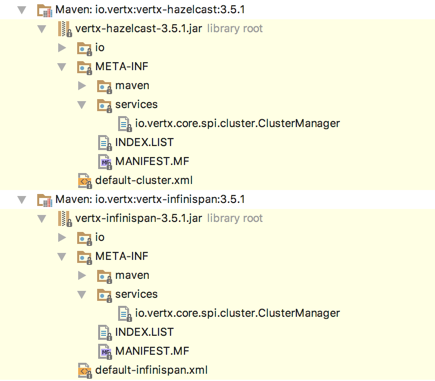 Maven: io.vertx:vertx-hazelcast:3.5.1
vertx-hazelcast-3.5.1.jar library root
io
META-INF
maven
services
io.vertx.core.spi.cluster.ClusterManager
INDEX.LIST
MANIFEST.MF
default-cluster.xml
Maven: io.vertx:vertx-infinispan:3.5.1
vertx-infinispan-3.5.1.jar library root
io
META-INF
maven
services
io.vertx.core.spi.cluster.ClusterManager
INDEX.LIST
MANIFEST.MF
default-infinispan.xml